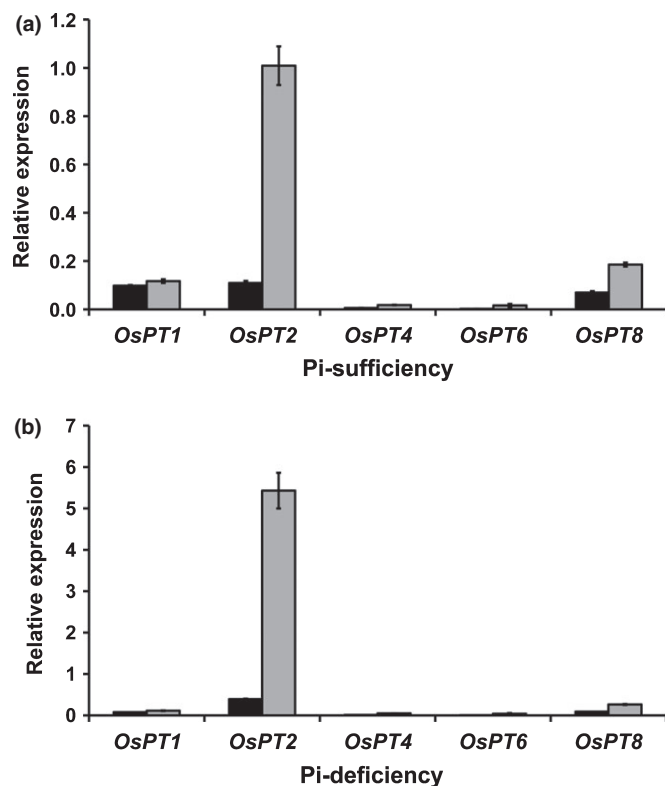 (a)
Relative expression
1.2
1.0
0.8
0.6
0.4
0.2
0.0
OsPT1 OsPT2 OsPT4 OsPT6 OsPT8
Pi-sufficiency
(b)
Relative expression
7
6
5
4
3
2
1
0
OsPT1 OsPT2 OsPT4 OsPT6 OsPT8
Pi-deficiency